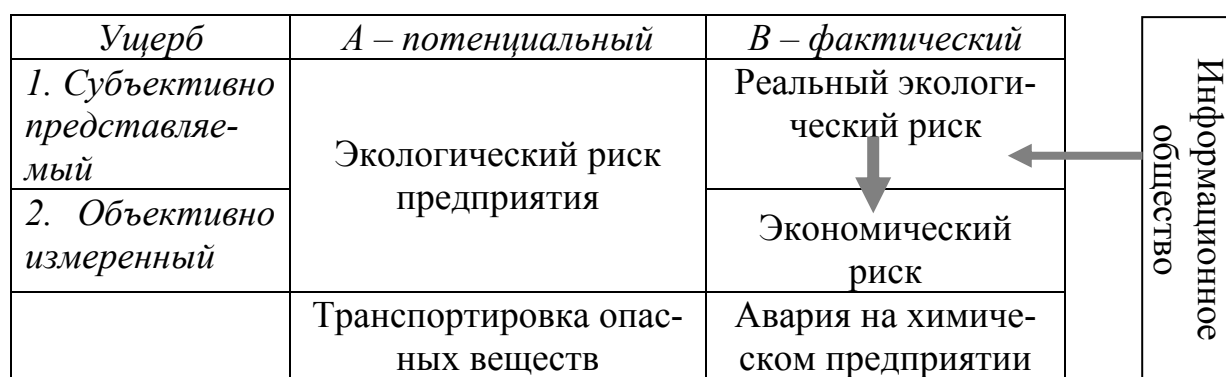 Ущерб
А – потенциальный
В – фактический
1. Субъективно
представляе-
мый
Экологический риск
предприятия
Реальный экологи-
ческий риск
2. Объективно
измеренный
Экономический
риск
Транспортировка опас-
ных веществ
Авария на химиче-
ском предприятии
Информационное
общество